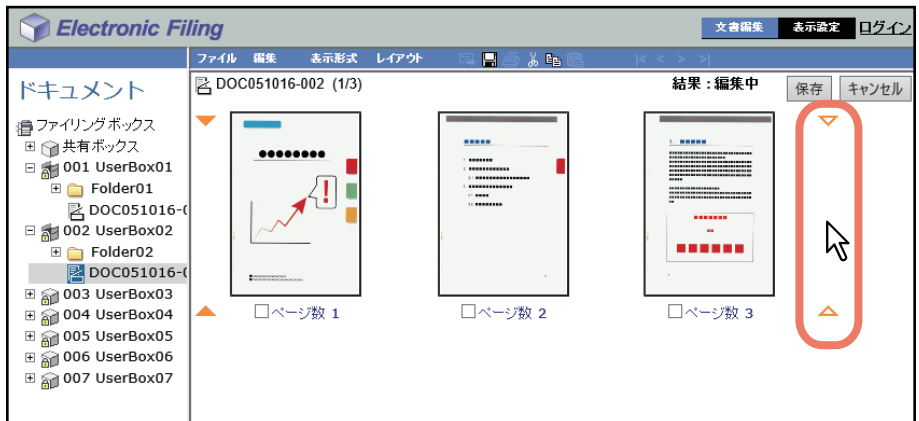 Electronic Filing
文書編集 表示設定 ログイン
ファイル 編集 表示形式 レイアウト |< < > >|
ドキュメント
DOC051016-002 (1/3) 結果 : 編集中 保存 キャンセル
ファイリングボックス
共有ボックス
001 UserBox01
Folder01
DOC051016-(
002 UserBox02
Folder02
DOC051016-(
003 UserBox03
004 UserBox04
005 UserBox05
006 UserBox06
007 UserBox07
ページ数 1 ページ数 2 ページ数 3